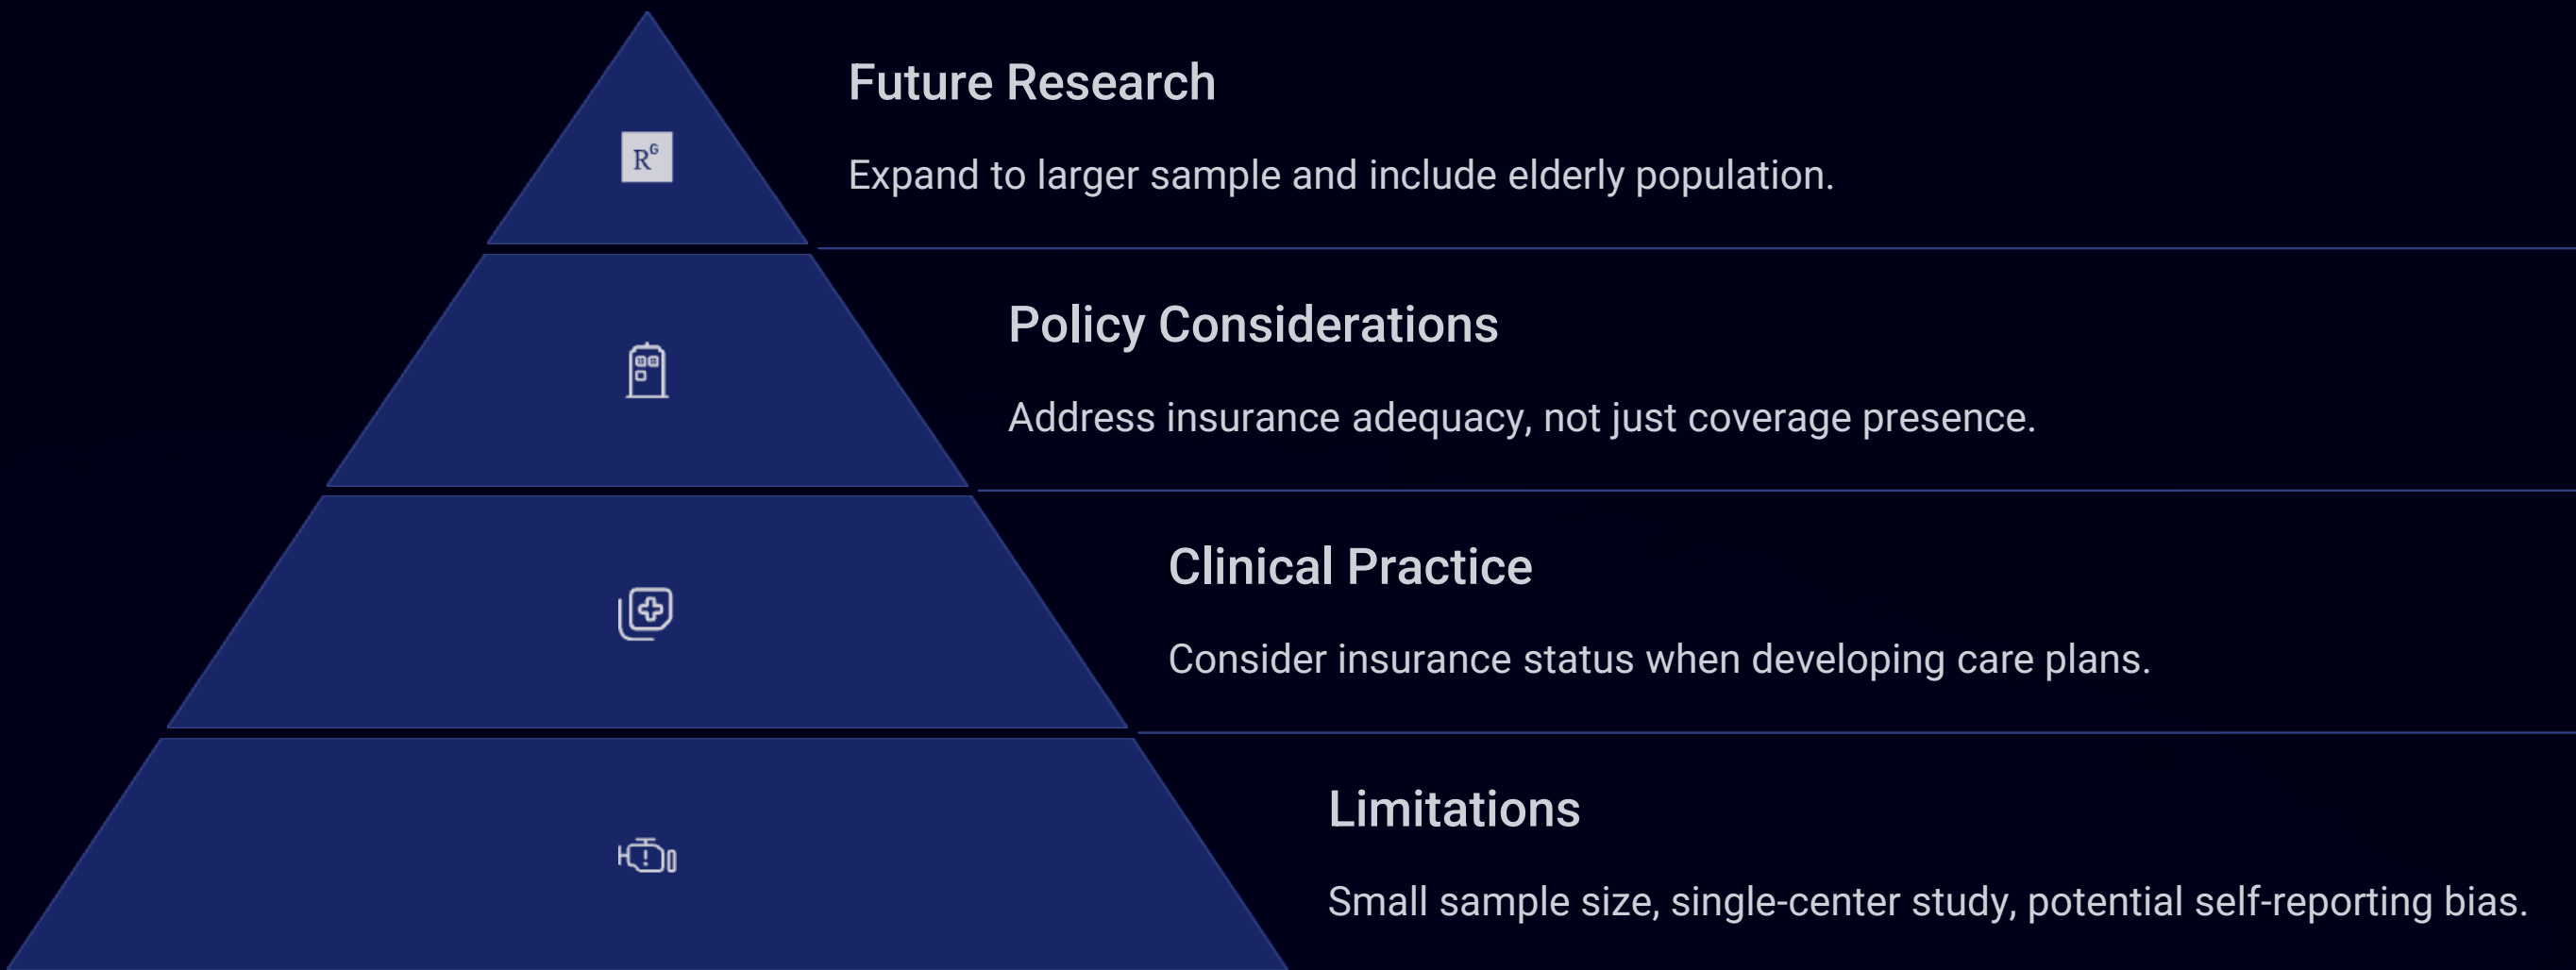 Future Research
RG
Expand to larger sample and include elderly population.
Policy Considerations
Address insurance adequacy, not just coverage presence.
Clinical Practice
Consider insurance status when developing care plans.
Limitations
Small sample size, single-center study, potential self-reporting bias.